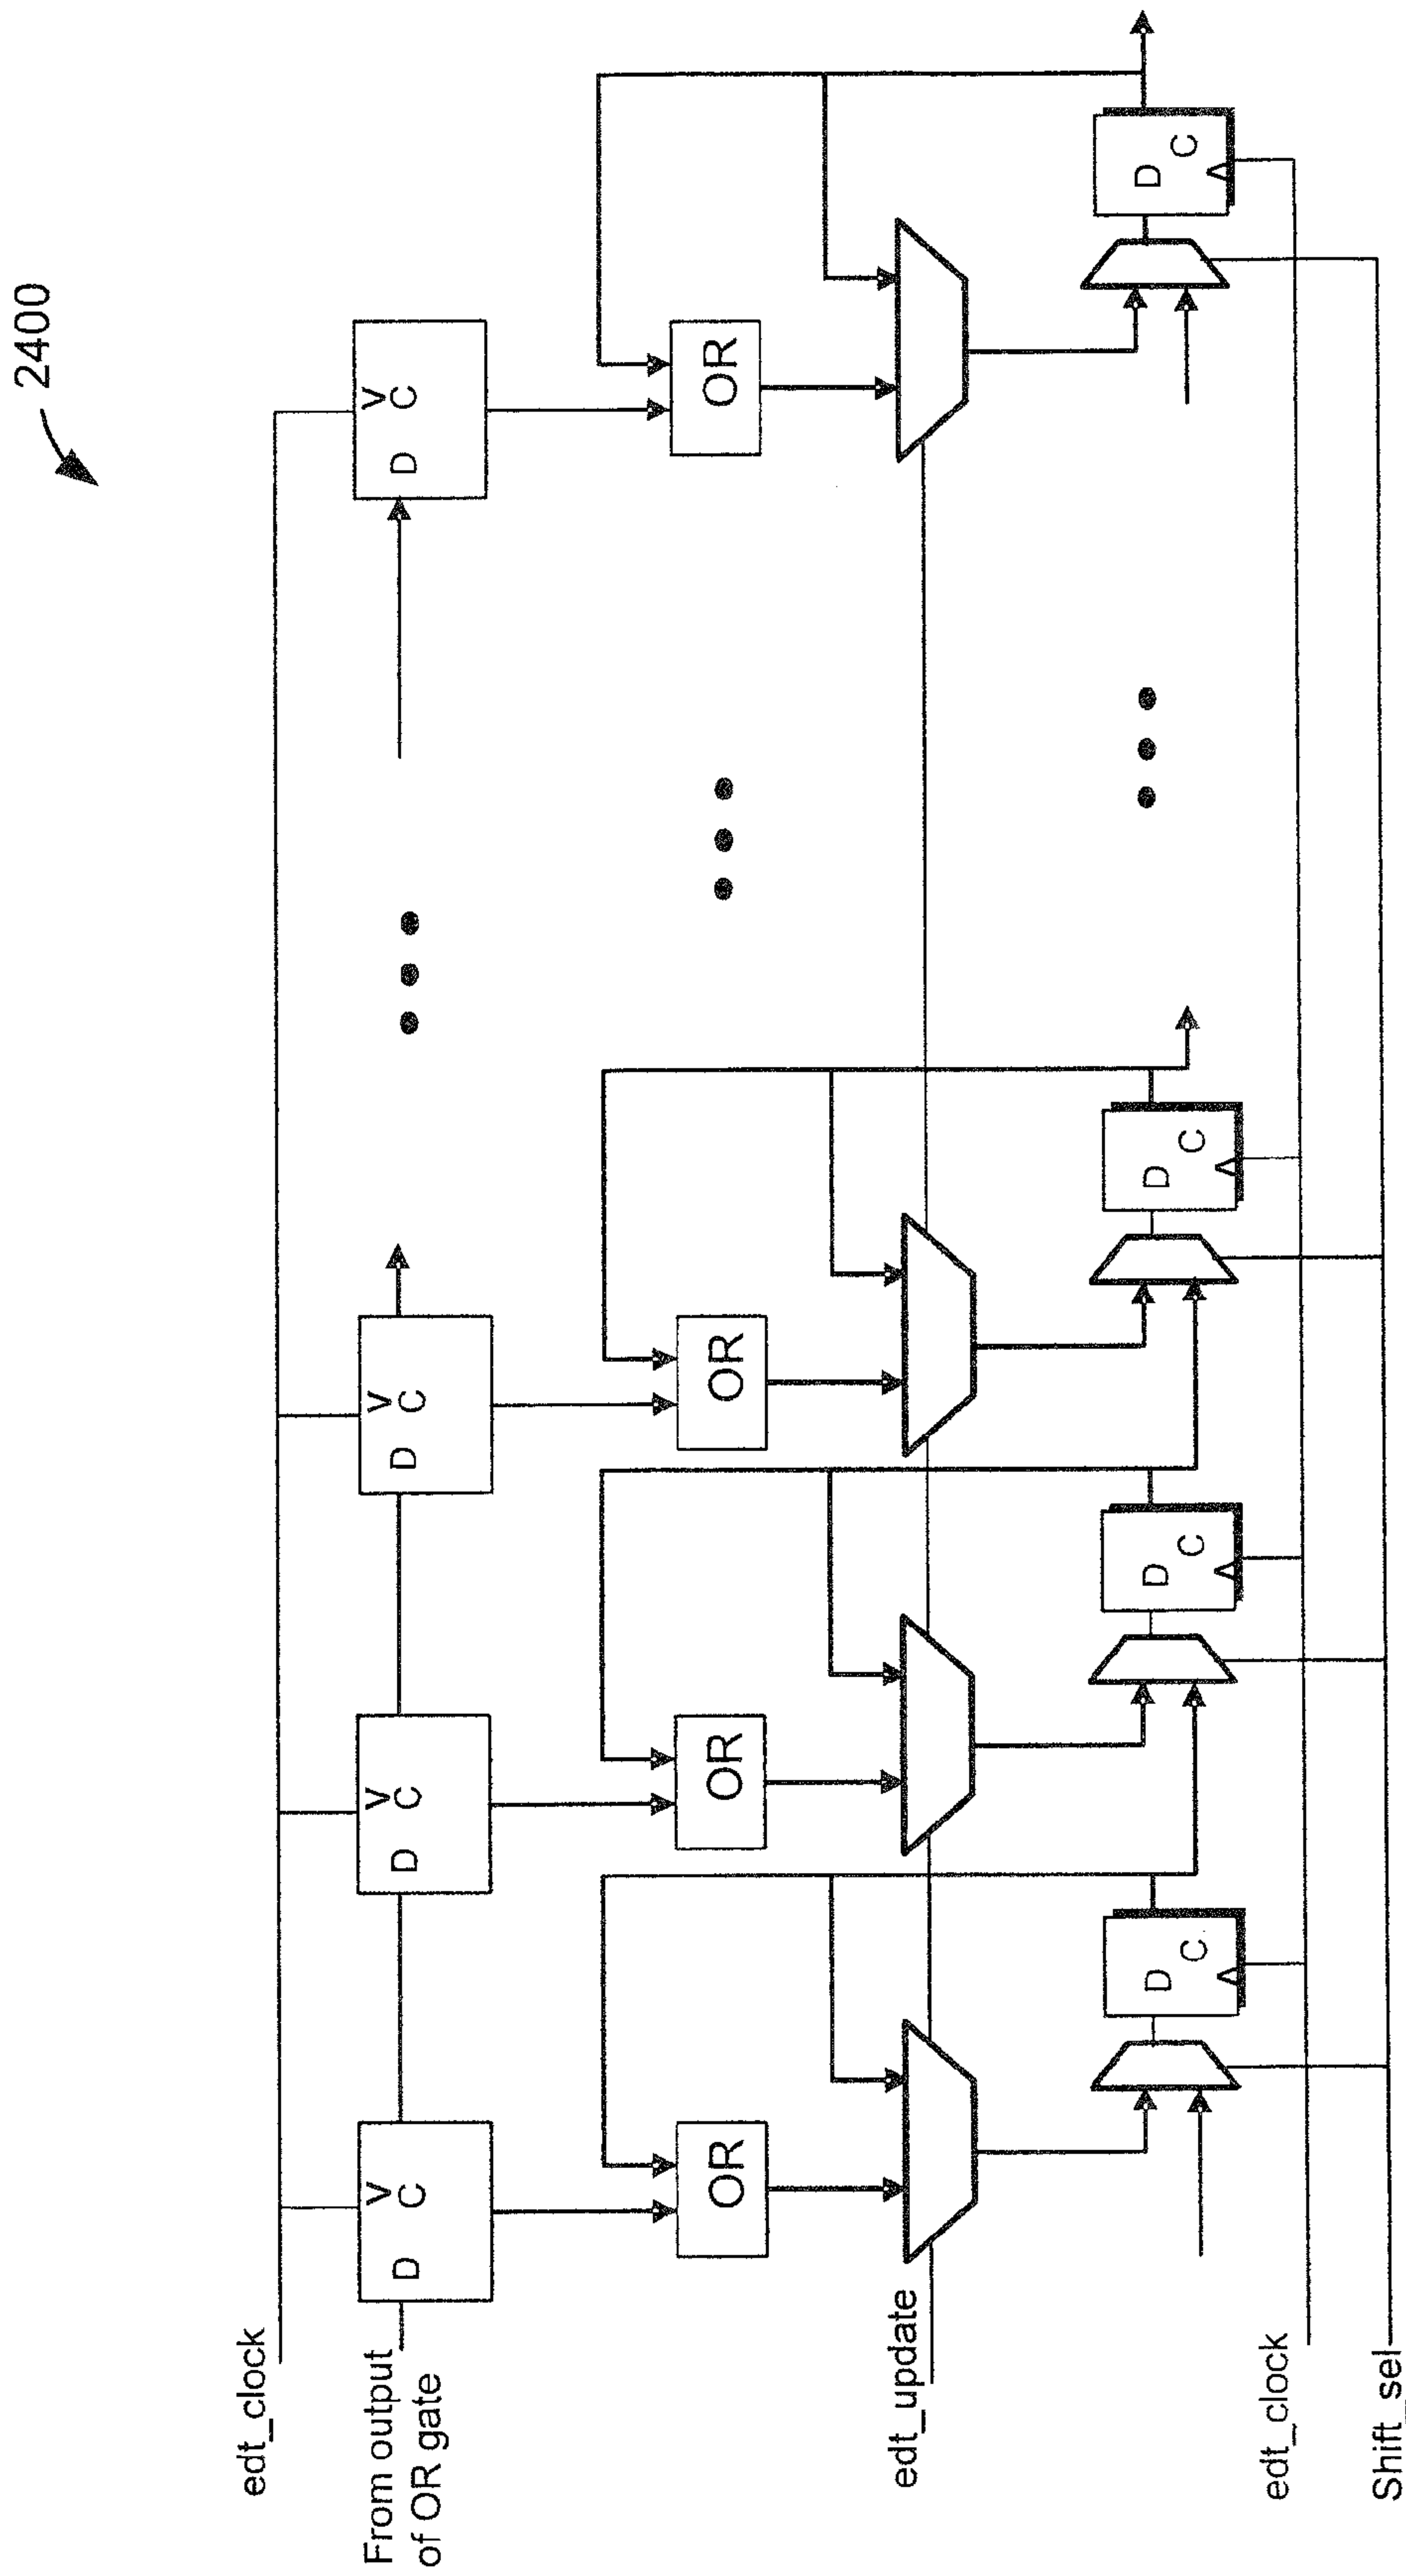 2400
edt_clock
From output
of OR gate
D
C
D
C
D
C
D
C
OR
OR
OR
OR
edt_update
D
C
D
C
D
C
D
C
edt_clock
Shift_sel